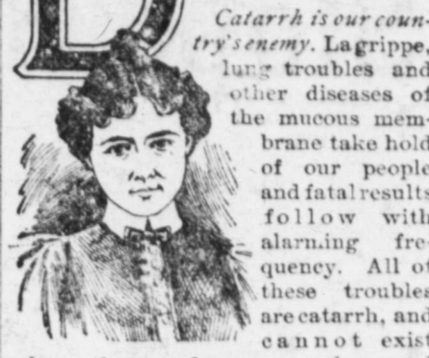 D
Catarrh is our coun-
try's enemy. La grippe,
lung troubles and
other diseases of
the mucous mem-
brane take hold
of our people
and fatal results
follow with
alarming fre-
quency. All of
these troubles
are catarrh, and
cannot exist